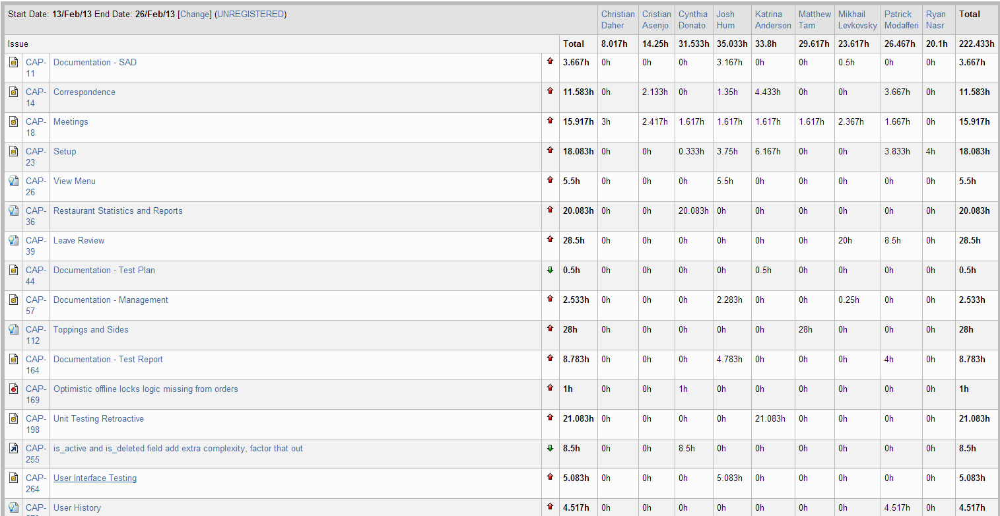 Start Date: 13/Feb/13 End Date: 26/Feb/13 [Change] (UNREGISTERED) Christian Daher Cristian Asenjo Cynthia Donato Josh Hum Katrina Anderson Matthew Tam Mikhail Levkovsky Patrick Modafferi Ryan Nasr Total
Issue Total 8.017h 14.25h 31.533h 35.033h 33.8h 29.617h 23.617h 26.467h 20.1h 222.433h
CAP-11 Documentation - SAD 3.667h 0h 0h 0h 3.167h 0h 0h 0.5h 0h 0h 3.667h
CAP-14 Correspondence 11.583h 0h 2.133h 0h 1.35h 4.433h 0h 0h 3.667h 0h 11.583h
CAP-18 Meetings 15.917h 3h 2.417h 1.617h 1.617h 1.617h 1.617h 2.367h 1.667h 0h 15.917h
CAP-23 Setup 18.083h 0h 0h 0.333h 3.75h 6.167h 0h 0h 3.833h 4h 18.083h
CAP-26 View Menu 5.5h 0h 0h 0h 5.5h 0h 0h 0h 0h 0h 5.5h
CAP-36 Restaurant Statistics and Reports 20.083h 0h 0h 20.083h 0h 0h 0h 0h 0h 0h 20.083h
CAP-39 Leave Review 28.5h 0h 0h 0h 0h 0h 0h 20h 8.5h 0h 28.5h
CAP-44 Documentation - Test Plan 0.5h 0h 0h 0h 0h 0.5h 0h 0h 0h 0h 0.5h
CAP-57 Documentation - Management 2.533h 0h 0h 0h 2.283h 0h 0h 0.25h 0h 0h 2.533h
CAP-112 Toppings and Sides 28h 0h 0h 0h 0h 0h 28h 0h 0h 0h 28h
CAP-164 Documentation - Test Report 8.783h 0h 0h 0h 4.783h 0h 0h 0h 4h 0h 8.783h
CAP-169 Optimistic offline locks logic missing from orders 1h 0h 0h 1h 0h 0h 0h 0h 0h 0h 1h
CAP-198 Unit Testing Retroactive 21.083h 0h 0h 0h 0h 21.083h 0h 0h 0h 0h 21.083h
CAP-255 is_active and is_deleted field add extra complexity, factor that out 8.5h 0h 0h 8.5h 0h 0h 0h 0h 0h 0h 8.5h
CAP-264 User Interface Testing 5.083h 0h 0h 0h 5.083h 0h 0h 0h 0h 0h 5.083h
CAP- User History 4.517h 0h 0h 0h 0h 0h 0h 0h 4.517h 0h 4.517h